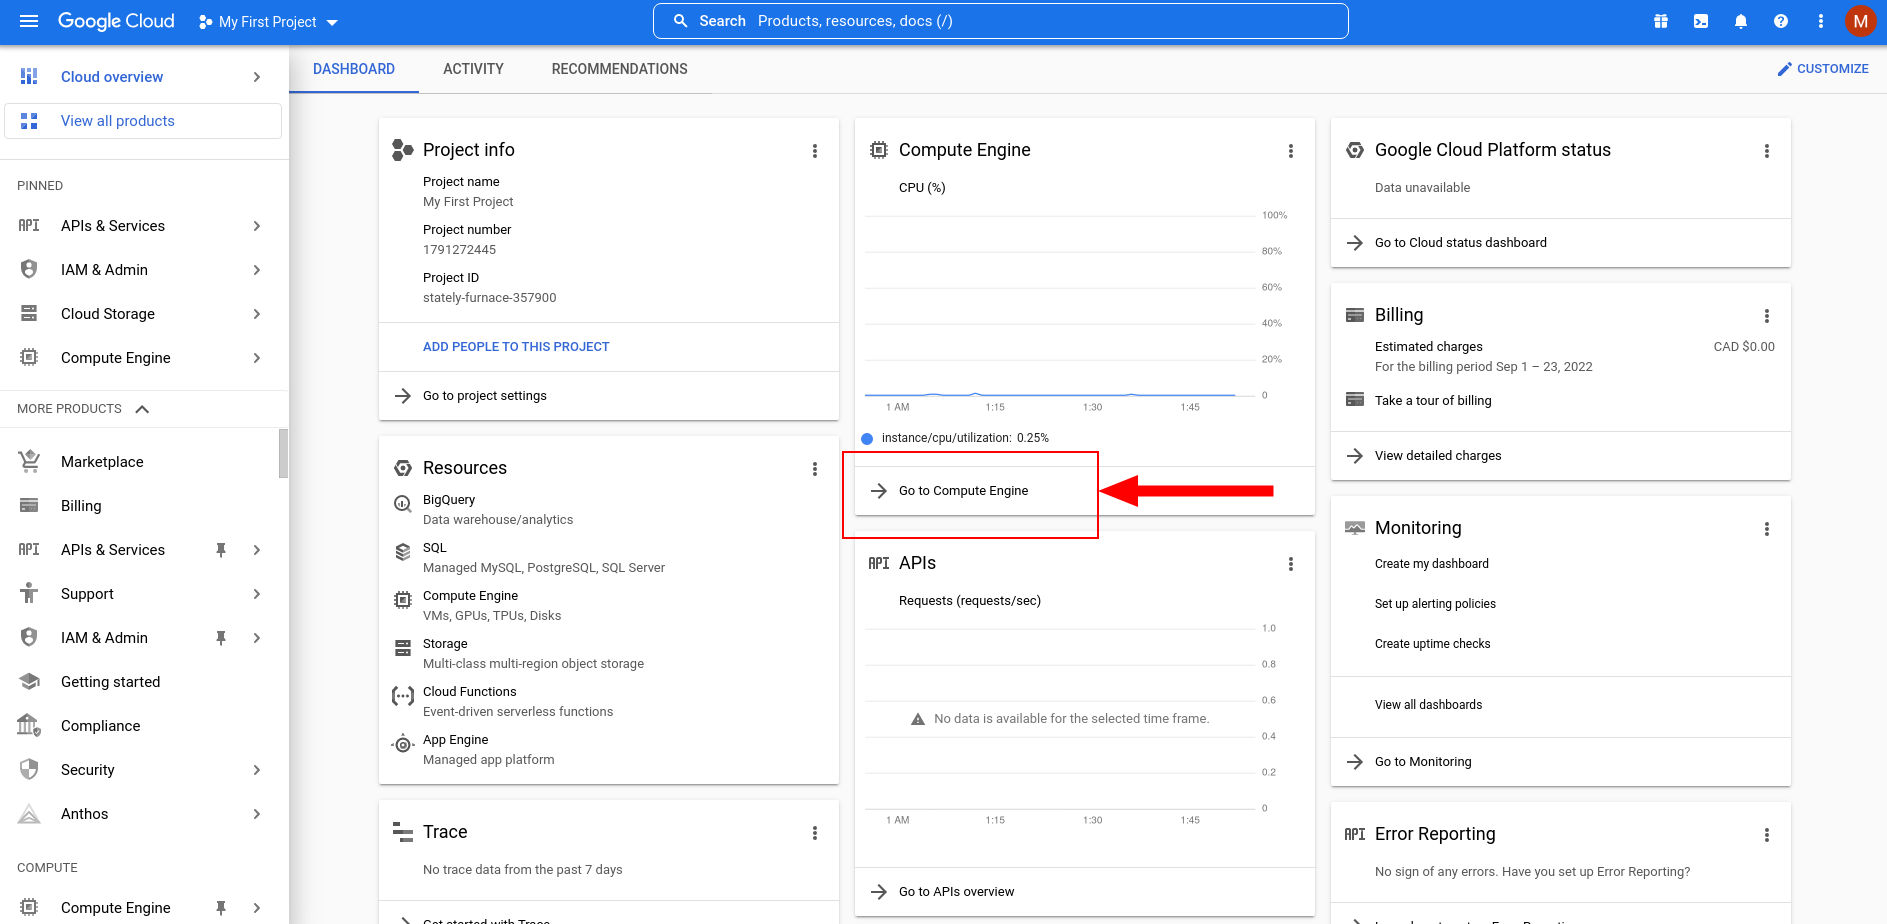 Google Cloud
My First Project
Search Products, resources, docs (/)
M
Cloud overview
View all products
PINNED
API APIs & Services
IAM & Admin
Cloud Storage
Compute Engine
MORE PRODUCTS
Marketplace
Billing
API APIs & Services
Support
IAM & Admin
Getting started
Compliance
Security
Anthos
COMPUTE
Compute Engine
DASHBOARD
ACTIVITY
RECOMMENDATIONS
CUSTOMIZE
Project info
Project name
My First Project
Project number
1791272445
Project ID
stately-furnace-357900
ADD PEOPLE TO THIS PROJECT
Go to project settings
Resources
BigQuery
Data warehouse/analytics
SQL
Managed MySQL, PostgreSQL, SQL Server
Compute Engine
VMs, GPUs, TPUs, Disks
Storage
Multi-class multi-region object storage
Cloud Functions
Event-driven serverless functions
App Engine
Managed app platform
Trace
No trace data from the past 7 days
Get started with Trace
Compute Engine
CPU (%)
100%
80%
60%
40%
20%
0
1 AM 1:15 1:30 1:45
instance/cpu/utilization: 0.25%
Go to Compute Engine
API APIs
Requests (requests/sec)
1.0
0.8
0.6
No data is available for the selected time frame.
0.4
0.2
0
1 AM 1:15 1:30 1:45
Go to APIs overview
Google Cloud Platform status
Data unavailable
Go to Cloud status dashboard
Billing
Estimated charges CAD $0.00
For the billing period Sep 1 – 23, 2022
Take a tour of billing
View detailed charges
Monitoring
Create my dashboard
Set up alerting policies
Create uptime checks
View all dashboards
Go to Monitoring
API Error Reporting
No sign of any errors. Have you set up Error Reporting?